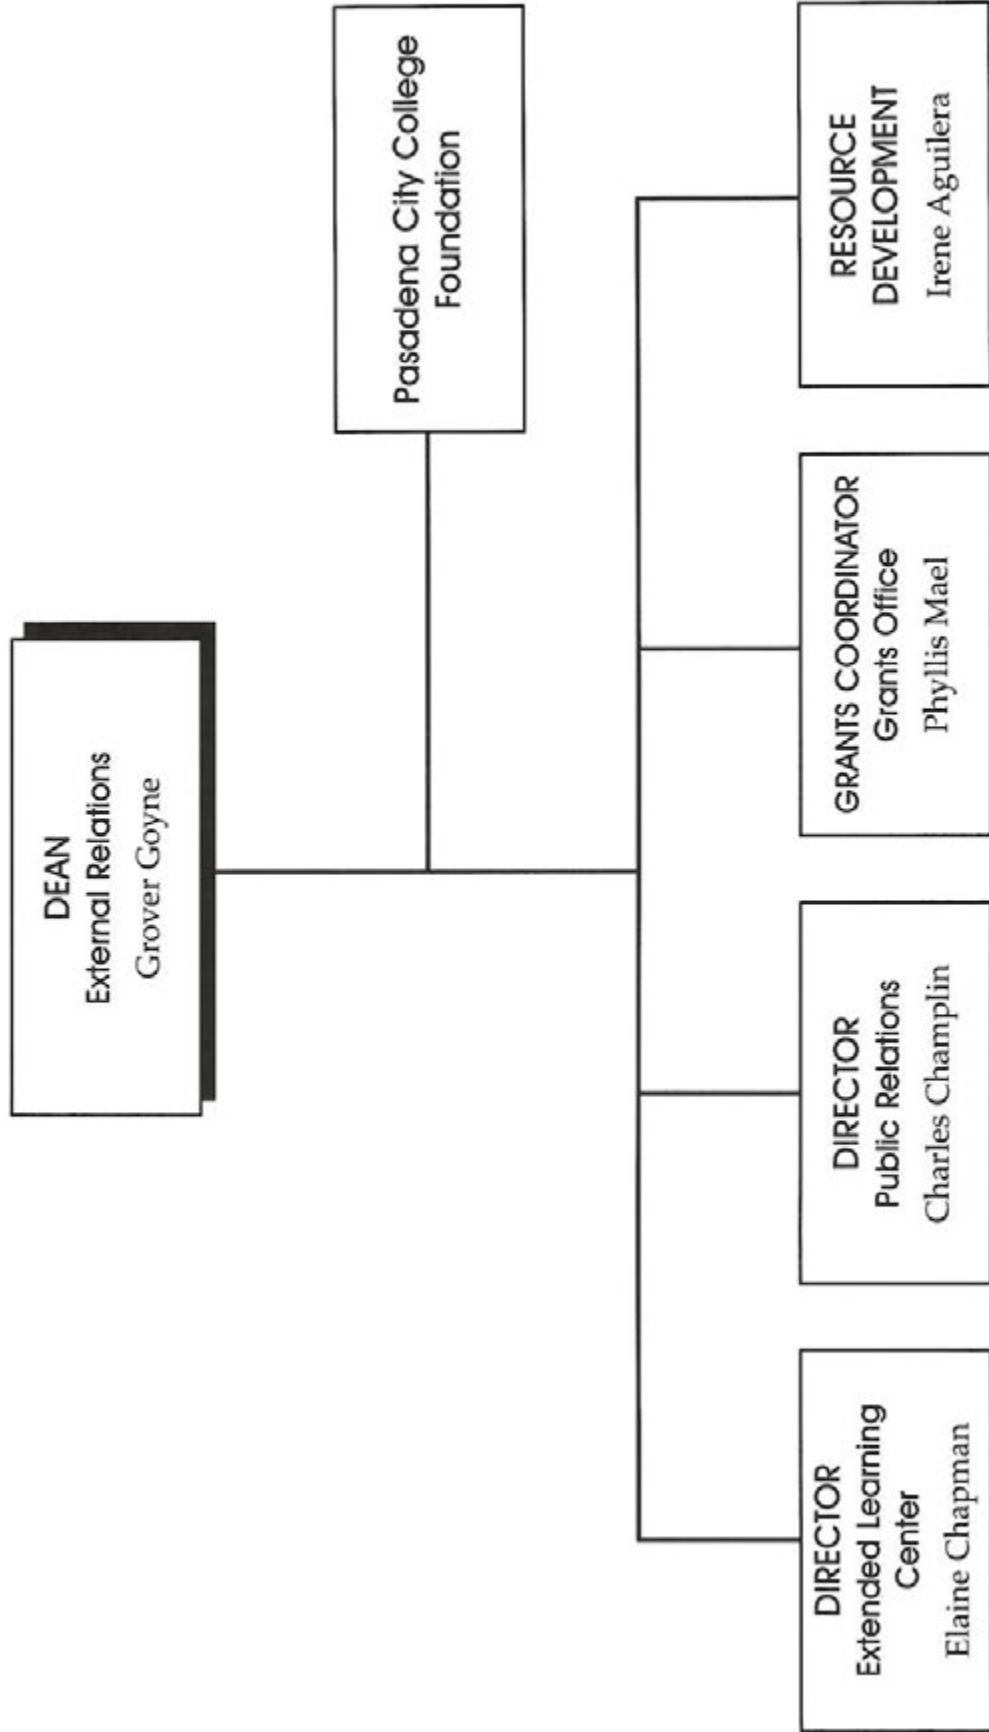 DEAN
External Relations
Grover Goyne
Pasadena City College
Foundation
DIRECTOR
Extended Learning
Center
Elaine Chapman
DIRECTOR
Public Relations
Charles Champlin
GRANTS COORDINATOR
Grants Office
Phyllis Mael
RESOURCE
DEVELOPMENT
Irene Aguilera